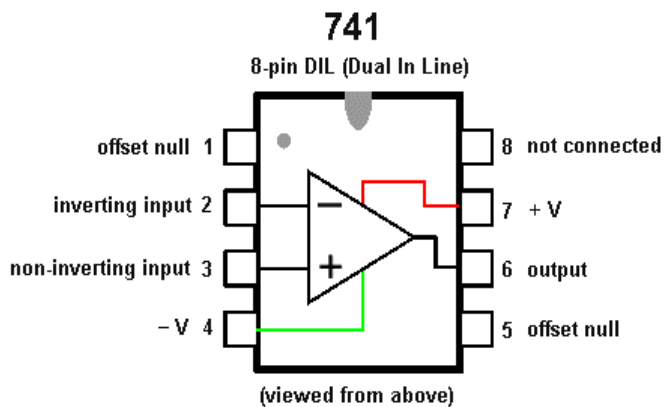 741
8-pin DIL (Dual In Line)
offset null 1
8 not connected
inverting input 2
−
7 + V
non-inverting input 3
+
6 output
− V 4
5 offset null
(viewed from above)